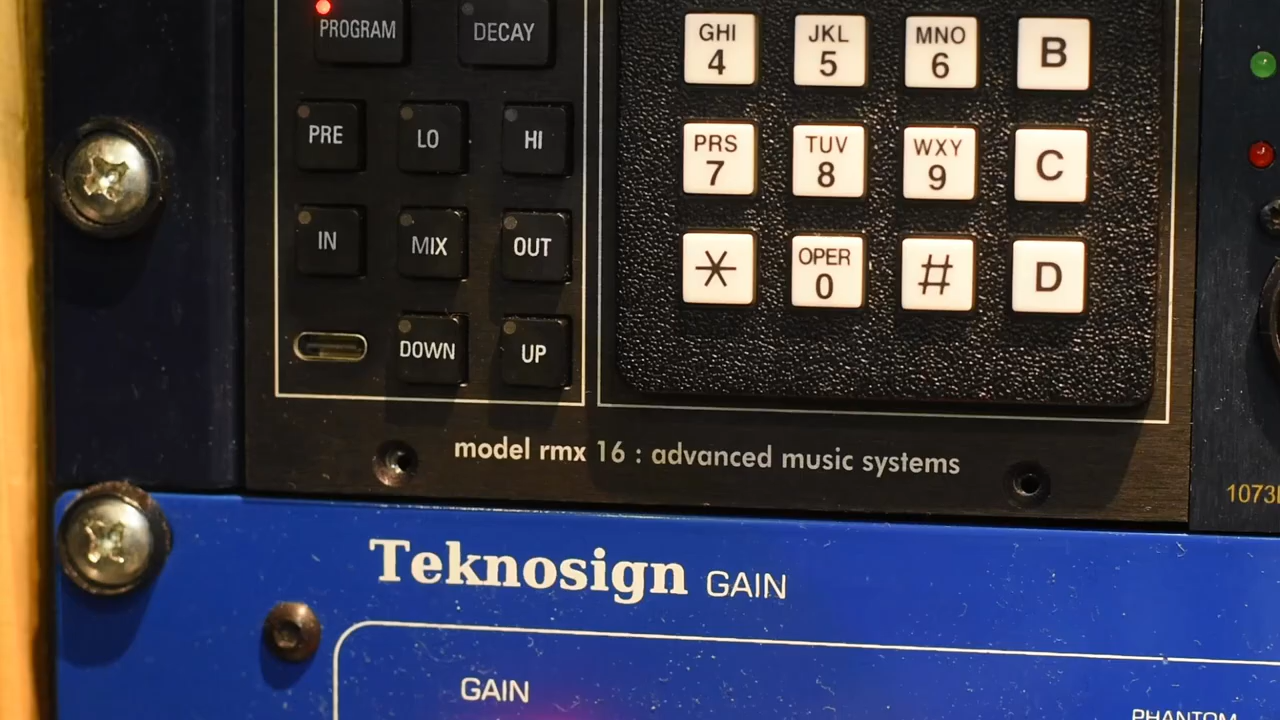 PROGRAM DECAY
PRE LO HI
IN MIX OUT
DOWN UP
GHI JKL MNO
4 5 6 B
PRS TUV WXY
7 8 9 C
OPER
* 0 # D
model rmx 16 : advanced music systems
1073
Teknosign GAIN
GAIN
PHANTOM